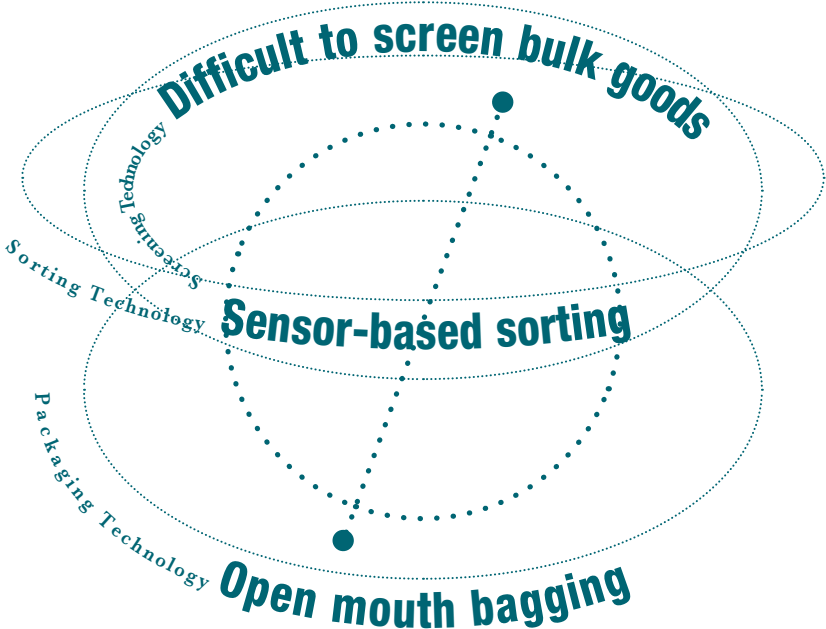 Difficult to screen bulk goods
Screening Technology
Sorting Technology
Sensor-based sorting
Packaging Technology
Open mouth bagging